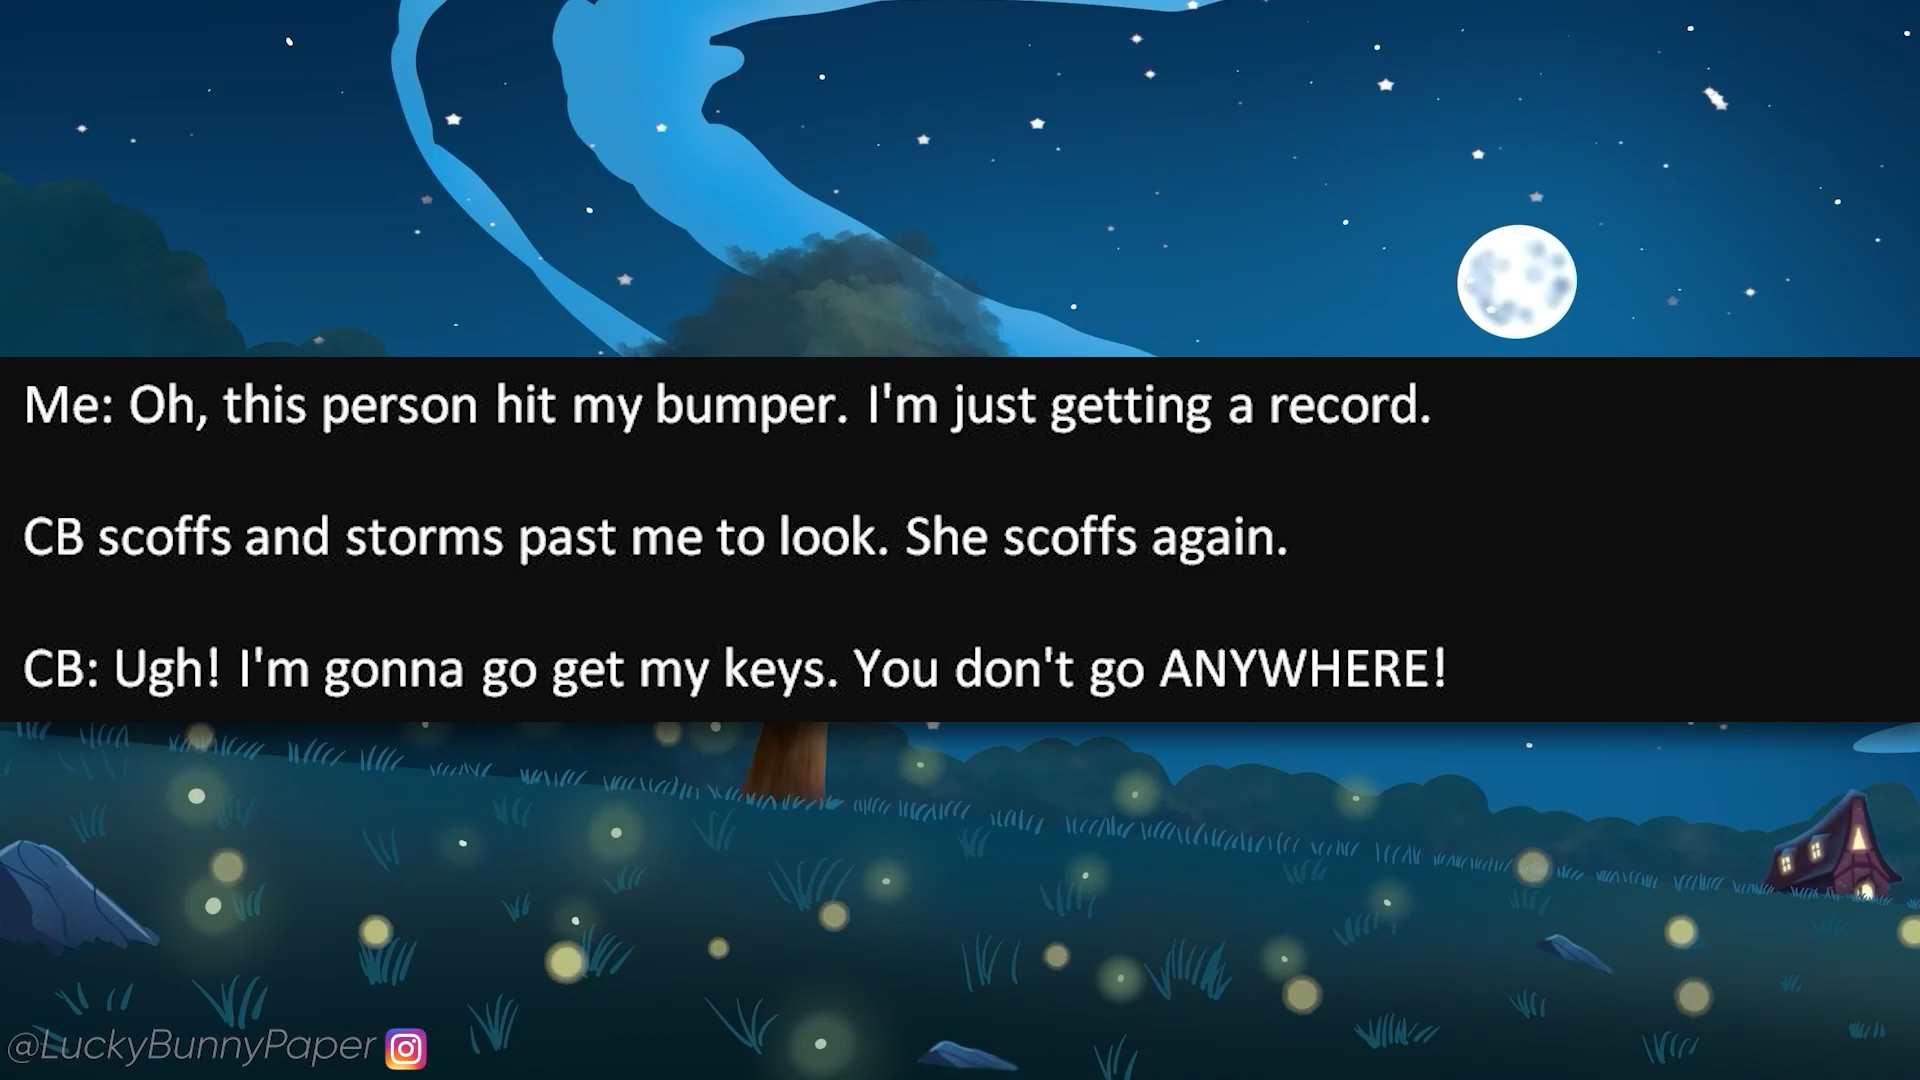 Me: Oh, this person hit my bumper. I'm just getting a record.
CB scoffs and storms past me to look. She scoffs again.
CB: Ugh! I'm gonna go get my keys. You don't go ANYWHERE!
@LuckyBunnyPaper